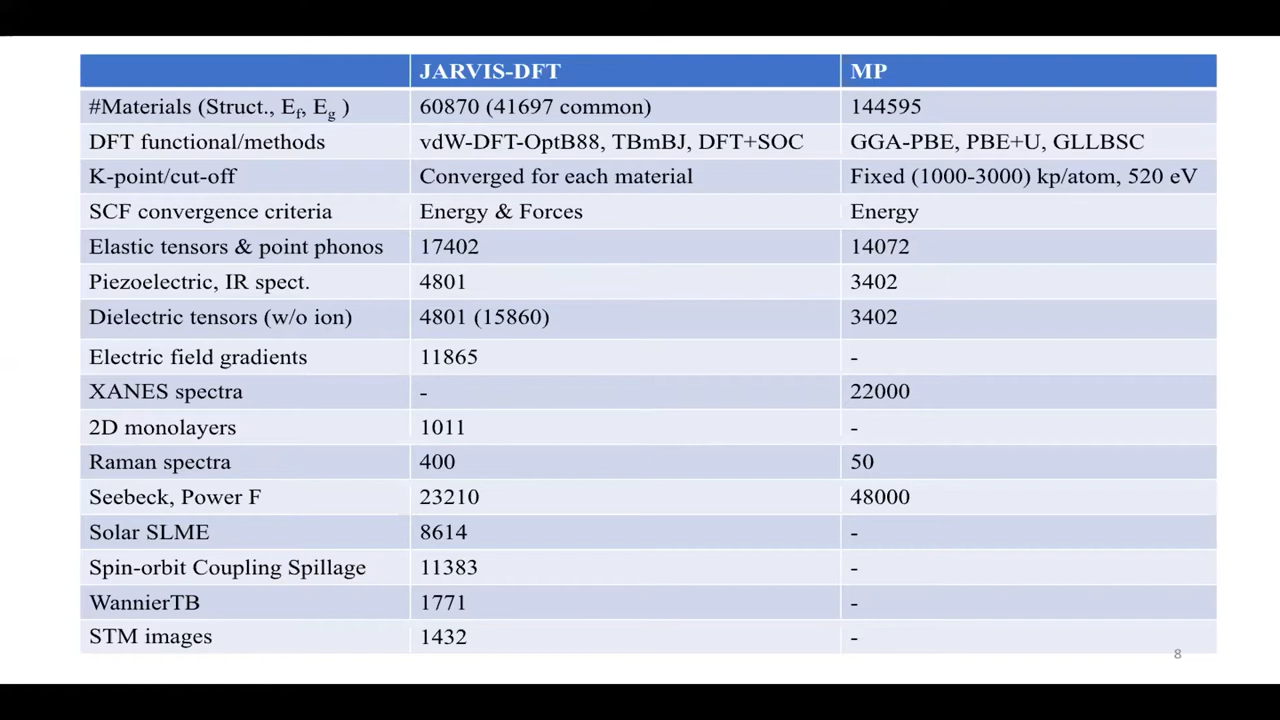 JARVIS-DFT MP
#Materials (Struct., Ef, Eg ) 60870 (41697 common) 144595
DFT functional/methods vdW-DFT-OptB88, TBmBJ, DFT+SOC GGA-PBE, PBE+U, GLLBSC
K-point/cut-off Converged for each material Fixed (1000-3000) kp/atom, 520 eV
SCF convergence criteria Energy & Forces Energy
Elastic tensors & point phonos 17402 14072
Piezoelectric, IR spect. 4801 3402
Dielectric tensors (w/o ion) 4801 (15860) 3402
Electric field gradients 11865 -
XANES spectra - 22000
2D monolayers 1011 -
Raman spectra 400 50
Seebeck, Power F 23210 48000
Solar SLME 8614 -
Spin-orbit Coupling Spillage 11383 -
WannierTB 1771 -
STM images 1432 -
8